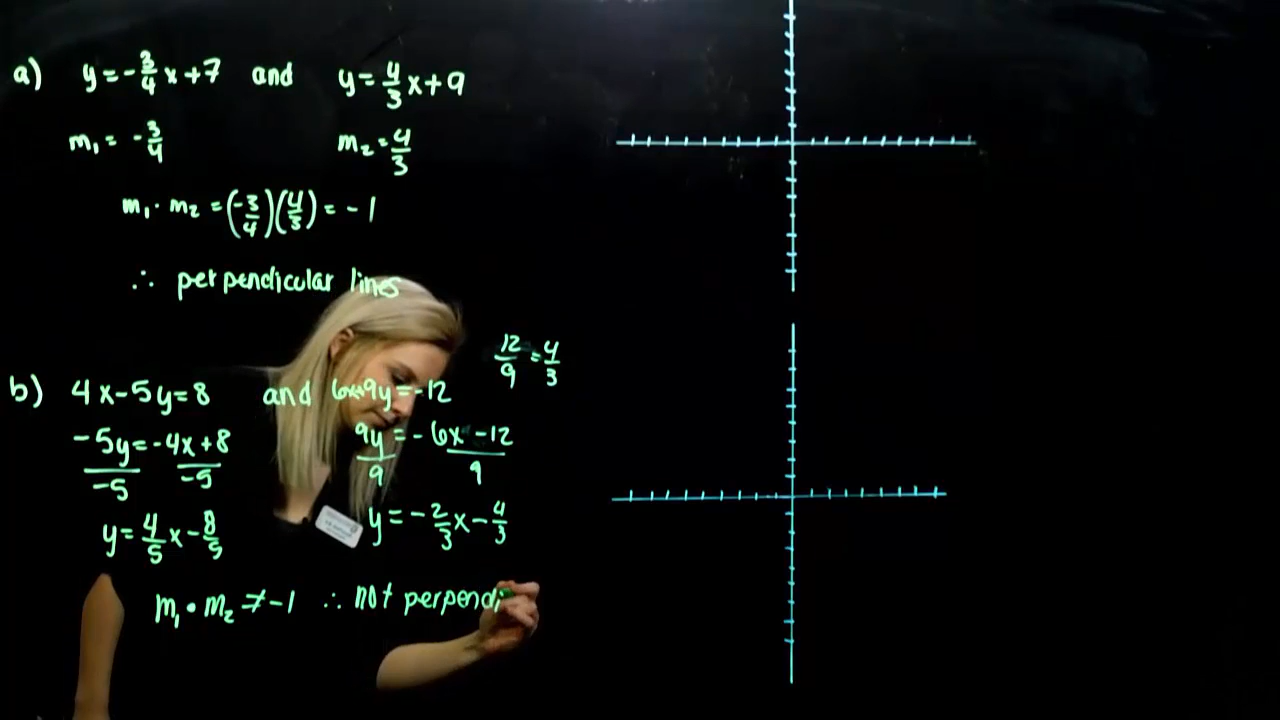 a) y = -3/4 x + 7 and y = 4/3 x + 9
m₁ = -3/4 m₂ = 4/3
m₁ · m₂ = (-3/4)(4/3) = -1
∴ perpendicular lines
12/9 = 4/3
b) 4x - 5y = 8 and 6x+9y = -12
-5y/-5 = -4x + 8/-5 9y/9 = -6x - 12/9
y = 4/5 x - 8/5 y = -2/3 x - 4/3
m₁ • m₂ ≠ -1 ∴ not perpendi